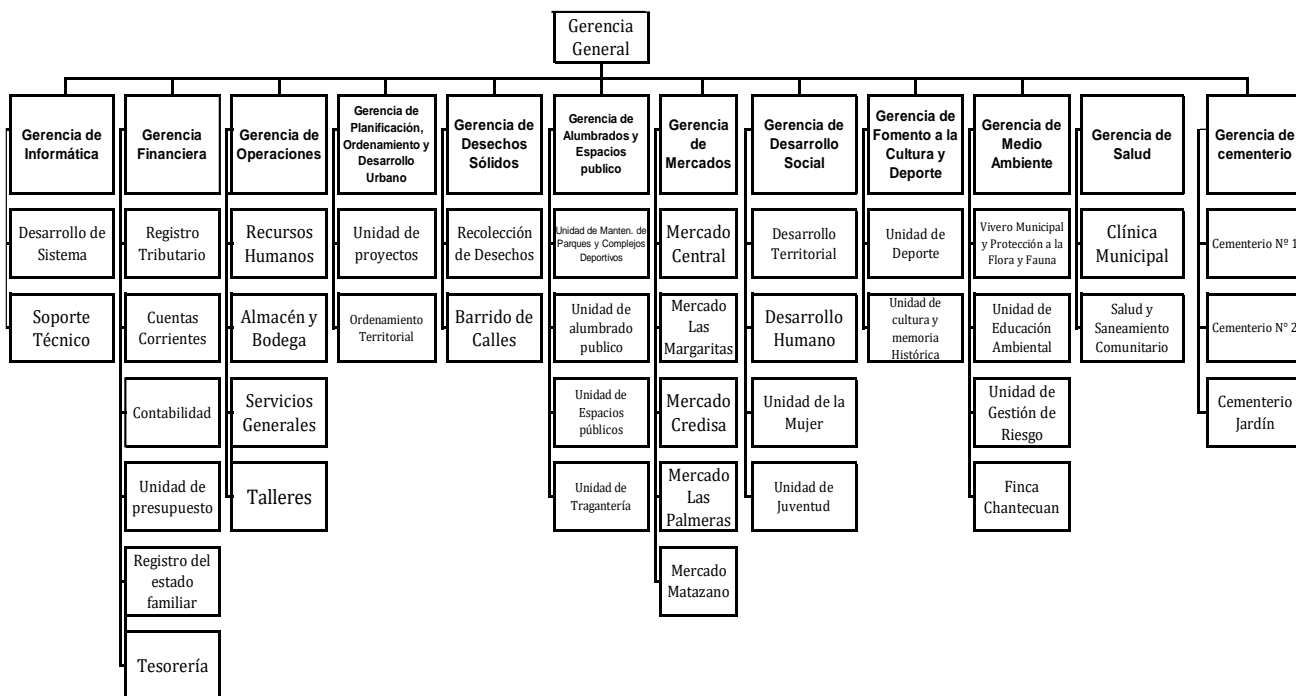 Gerencia
General
Gerencia de
Informática
Gerencia
Financiera
Gerencia de
Operaciones
Gerencia de
Planificación,
Ordenamiento y
Desarrollo
Urbano
Gerencia de
Desechos
Sólidos
Gerencia de
Alumbrados y
Espacios
publico
Gerencia
de
Mercados
Gerencia de
Desarrollo
Social
Gerencia de
Fomento a la
Cultura y
Deporte
Gerencia de
Medio
Ambiente
Gerencia
de Salud
Gerencia de
cementerio
Desarrollo de
Sistema
Registro
Tributario
Recursos
Humanos
Unidad de
proyectos
Recolección
de Desechos
Unidad de Manten. de
Parques y Complejos
Deportivos
Mercado
Central
Desarrollo
Territorial
Unidad de
Deporte
Vivero Municipal
y Protección a la
Flora y Fauna
Clínica
Municipal
Cementerio Nº 1
Soporte
Técnico
Cuentas
Corrientes
Almacén y
Bodega
Ordenamiento
Territorial
Barrido de
Calles
Unidad de
alumbrado
publico
Mercado
Las
Margaritas
Desarrollo
Humano
Unidad de
cultura y
memoria
Histórica
Unidad de
Educación
Ambiental
Salud y
Saneamiento
Comunitario
Cementerio N° 2
Contabilidad
Servicios
Generales
Unidad de
Espacios
públicos
Mercado
Credisa
Unidad de la
Mujer
Unidad de
Gestión de
Riesgo
Cementerio
Jardín
Unidad de
presupuesto
Talleres
Unidad de
Tragantería
Mercado
Las
Palmeras
Unidad de
Juventud
Finca
Chantecuan
Registro del
estado
familiar
Mercado
Matazano
Tesorería